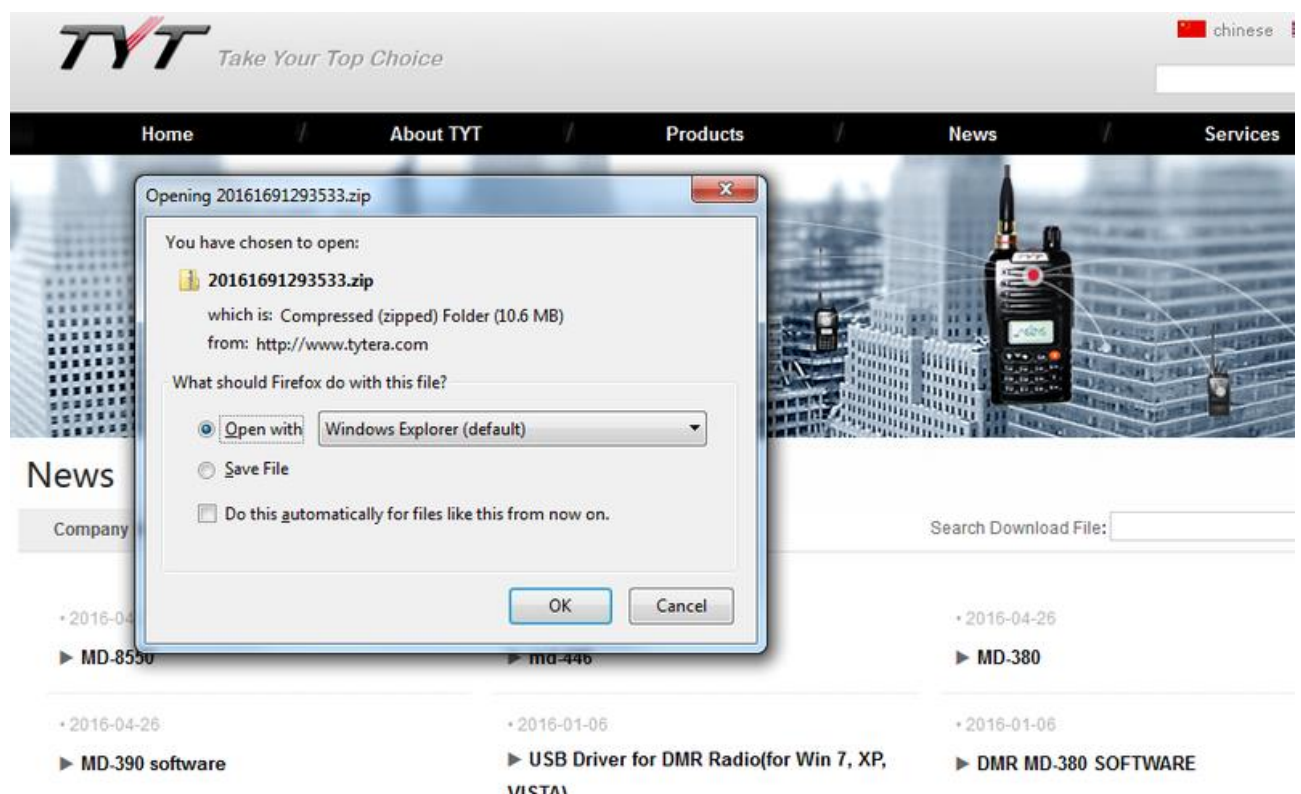 TYT Take Your Top Choice
chinese
Home / About TYT / Products / News / Services
Opening 20161691293533.zip
You have chosen to open:
20161691293533.zip
which is: Compressed (zipped) Folder (10.6 MB)
from: http://www.tytera.com
What should Firefox do with this file?
Open with Windows Explorer (default)
Save File
Do this automatically for files like this from now on.
OK Cancel
TYT
News
Company
Search Download File:
• 2016-04
• 2016-04-26
▶ MD-8550
▶ md-446
▶ MD-380
• 2016-04-26
• 2016-01-06
• 2016-01-06
▶ MD-390 software
▶ USB Driver for DMR Radio(for Win 7, XP,
VISTA)
▶ DMR MD-380 SOFTWARE